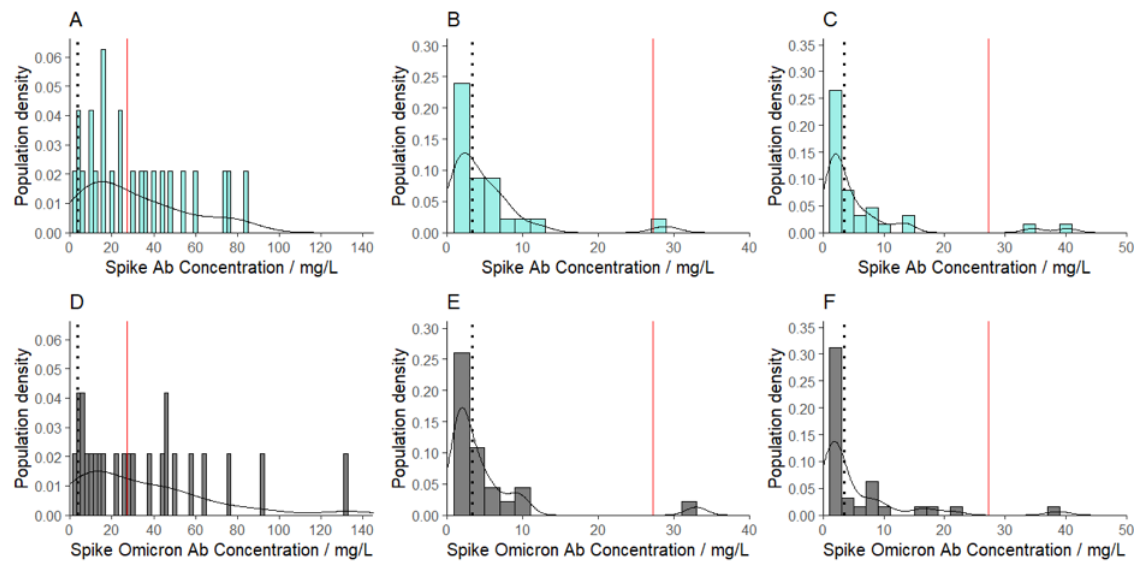 A
B
C
Population density
0.06
0.05
0.04
0.03
0.02
0.01
0.00
0 20 40 60 80 100 120 140
Spike Ab Concentration / mg/L
Population density
0.30
0.25
0.20
0.15
0.10
0.05
0.00
0 10 20 30 40
Spike Ab Concentration / mg/L
Population density
0.35
0.30
0.25
0.20
0.15
0.10
0.05
0.00
0 10 20 30 40 50
Spike Ab Concentration / mg/L
D
E
F
Population density
0.06
0.05
0.04
0.03
0.02
0.01
0.00
0 20 40 60 80 100 120 140
Spike Omicron Ab Concentration / mg/L
Population density
0.30
0.25
0.20
0.15
0.10
0.05
0.00
0 10 20 30 40
Spike Omicron Ab Concentration / mg/L
Population density
0.35
0.30
0.25
0.20
0.15
0.10
0.05
0.00
0 10 20 30 40 50
Spike Omicron Ab Concentration / mg/L